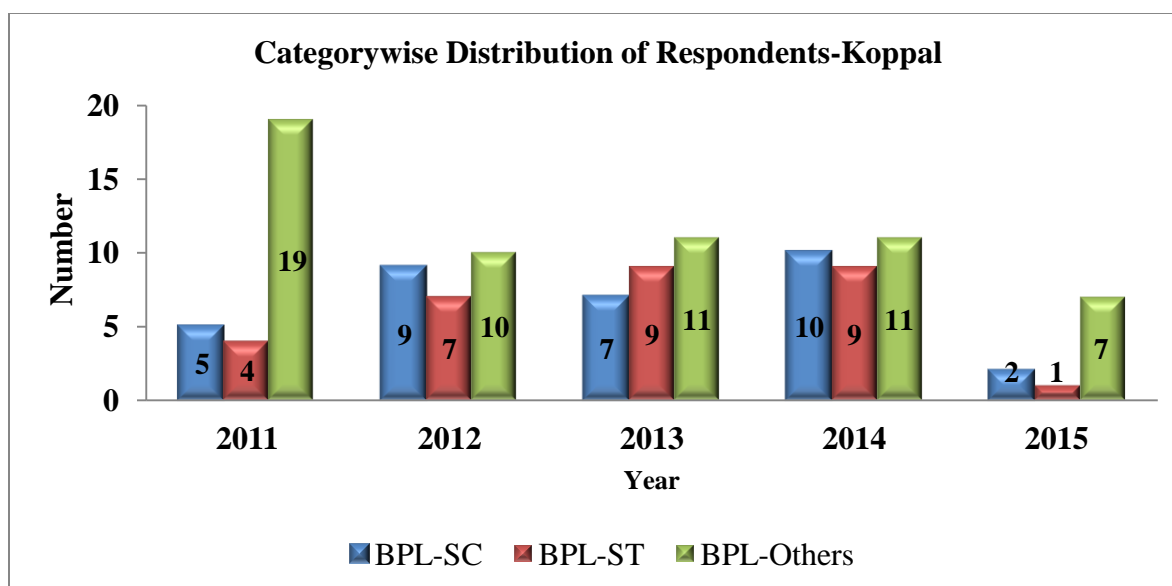 Categorywise Distribution of Respondents-Koppal
Number
20
15
10
5
0
5 4 19
9 7 10
7 9 11
10 9 11
2 1 7
2011 2012 2013 2014 2015
Year
BPL-SC BPL-ST BPL-Others